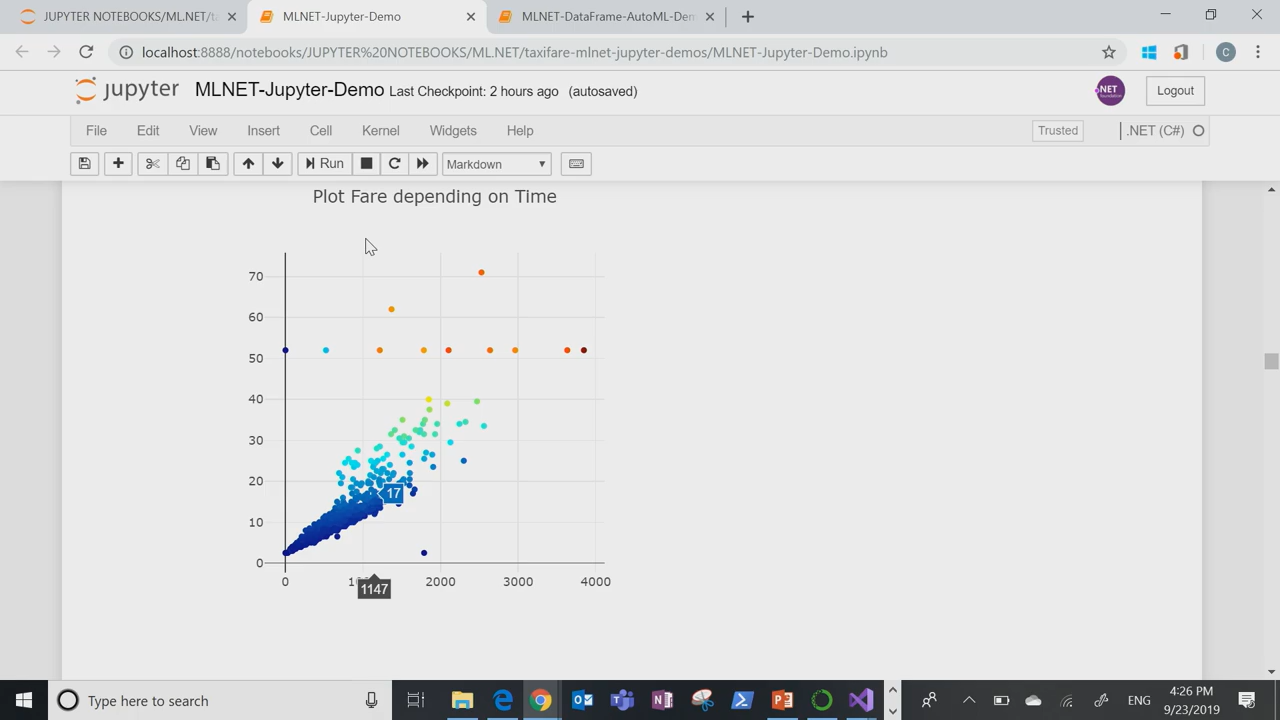 JUPYTER NOTEBOOKS/ML.NET/t
MLNET-Jupyter-Demo
MLNET-DataFrame-AutoML-Dem
localhost:8888/notebooks/JUPYTER%20NOTEBOOKS/ML.NET/taxifare-mlnet-jupyter-demos/MLNET-Jupyter-Demo.ipynb
C
jupyter MLNET-Jupyter-Demo Last Checkpoint: 2 hours ago (autosaved)
.NET
foundation
Logout
File Edit View Insert Cell Kernel Widgets Help
Trusted
.NET (C#)
Run
Markdown
Plot Fare depending on Time
70
60
50
40
30
20
17
10
0
0 2000 3000 4000
1147
Type here to search
ENG
4:26 PM
9/23/2019